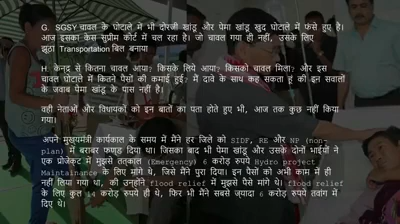 G. SGSY चावल के घोटाले में भी दोरजी खांडू और पेमा खांडू खुद घोटाले में फंसे हुए है।
आज इसका केस सुप्रीम कोर्ट में चल रहा है। जो चावल गया ही नहीं, उसके लिए
झूठा Transportation बिल बनाया
H. केन्द्र से कितना चावल आया? किसके लिये आया? किसको चावल मिला? और इस
चावल घोटाले में कितने पैसों की कमाई हुई? मैं दावे के साथ कह सकता हूं की इन सवालों
के जवाब पेमा खांडू के पास नहीं है।
वही नेताओं और विधायकों को इन बातों का पता होते हुए भी, आज तक कुछ नहीं किया
गया।
अपने मुख्यमंत्री कार्यकाल के समय में मैंने हर जिले को SIDF, RE और NP (non-
plan) में बराबर फण्ड दिया था। जिसका बाद भी पेमा खांडू और उसके दोनों भाईयों ने
एक प्रोजेक्ट में मुझसे तत्काल (Emergency) 6 करोड़ रुपये Hydro project
Maintainance के लिए मांगे थे, जिसे मैंने पुरा दिया। इन पैसों को अभी काम में ही
नहीं लिया गया था, की उन्होंने flood relief में मुझसे पैसे मांगे थे। flood relief
के लिए कुल 14 करोड़ रुपये ही थे, फिर भी मैंने सबसे ज्यादा 6 करोड़ रुपये तवांग में
दिए थे।